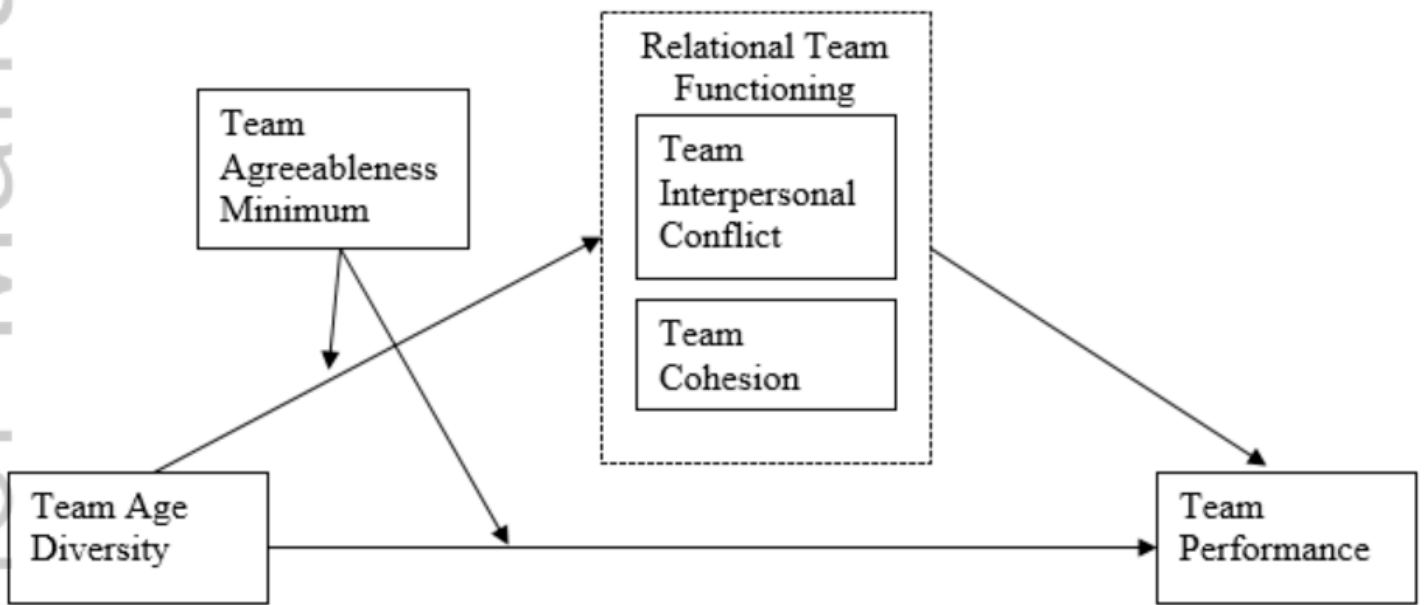 Relational Team
Functioning
Team
Agreeableness
Minimum
Team
Interpersonal
Conflict
Team
Cohesion
Team Age
Diversity
Team
Performance